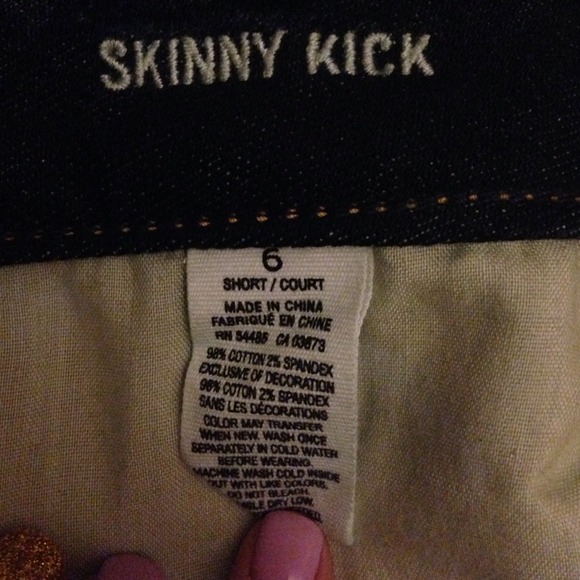 SKINNY KICK
6
SHORT / COURT
MADE IN CHINA
FABRIQUÉ EN CHINE
RN 54485 CA 03673
98% COTTON 2% SPANDEX
EXCLUSIVE OF DECORATION
98% COTON 2% SPANDEX
SANS LES DÉCORATIONS
COLOR MAY TRANSFER
WHEN NEW. WASH ONCE
SEPARATELY IN COLD WATER
BEFORE WEARING.
MACHINE WASH COLD INSIDE
OUT WITH LIKE COLORS.
DO NOT BLEACH.
DRY LOW.